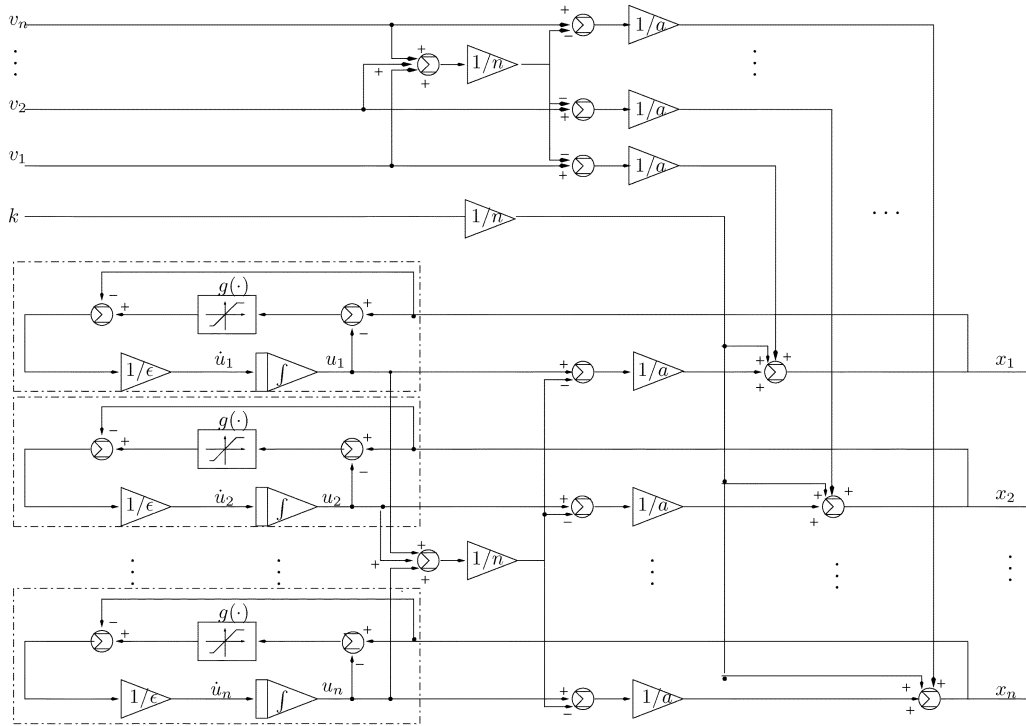 v_n + + 1/a
− + 1/n
+ +
v_2 − + 1/a
v_1 − + 1/a
k 1/n
− g(·) +
+ −
1/ϵ u̇_1 ∫ u_1 + − 1/a + + + x_1
− g(·) +
+ −
1/ϵ u̇_2 ∫ u_2 + − 1/a + + + x_2
+ + + 1/n
− g(·) +
+ −
1/ϵ u̇_n ∫ u_n + − 1/a + + + x_n